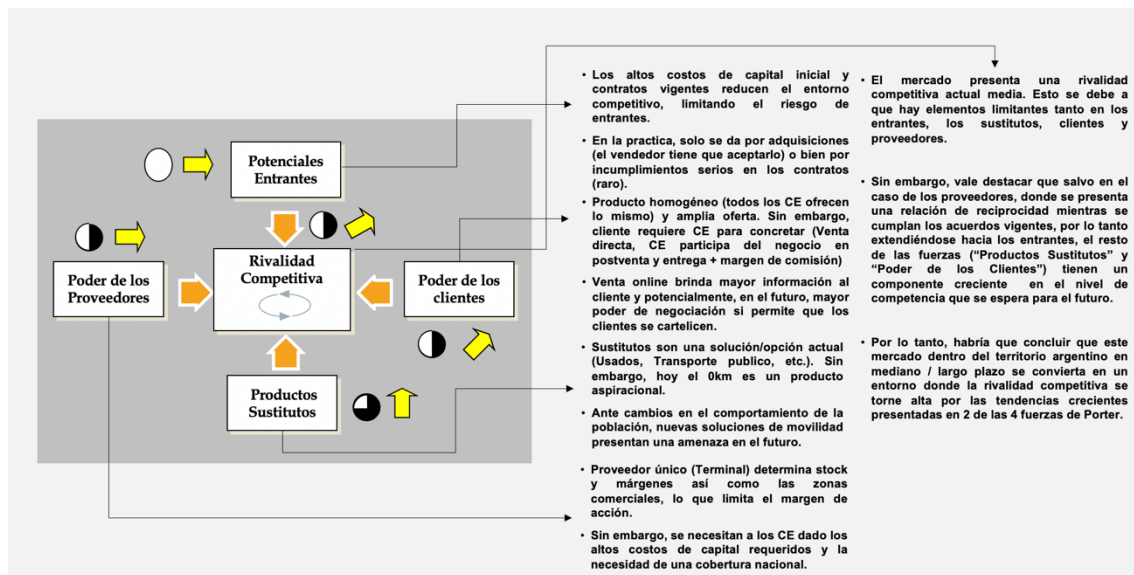 Potenciales
Entrantes
Poder de los
Proveedores
Rivalidad
Competitiva
Poder de los
clientes
Productos
Sustitutos
• Los altos costos de capital inicial y
contratos vigentes reducen el entorno
competitivo, limitando el riesgo de
entrantes.
• En la practica, solo se da por adquisiciones
(el vendedor tiene que aceptarlo) o bien por
incumplimientos serios en los contratos
(raro).
• Producto homogéneo (todos los CE ofrecen
lo mismo) y amplia oferta. Sin embargo,
cliente requiere CE para concretar (Venta
directa, CE participa del negocio en
postventa y entrega + margen de comisión)
• Venta online brinda mayor información al
cliente y potencialmente, en el futuro, mayor
poder de negociación si permite que los
clientes se cartelicen.
• Sustitutos son una solución/opción actual
(Usados, Transporte publico, etc.). Sin
embargo, hoy el 0km es un producto
aspiracional.
• Ante cambios en el comportamiento de la
población, nuevas soluciones de movilidad
presentan una amenaza en el futuro.
• Proveedor único (Terminal) determina stock
y márgenes así como las zonas
comerciales, lo que limita el margen de
acción.
• Sin embargo, se necesitan a los CE dado los
altos costos de capital requeridos y la
necesidad de una cobertura nacional.
• El mercado presenta una rivalidad
competitiva actual media. Esto se debe a
que hay elementos limitantes tanto en los
entrantes, los sustitutos, clientes y
proveedores.
• Sin embargo, vale destacar que salvo en el
caso de los proveedores, donde se presenta
una relación de reciprocidad mientras se
cumplan los acuerdos vigentes, por lo tanto
extendiéndose hacia los entrantes, el resto
de las fuerzas (“Productos Sustitutos” y
“Poder de los Clientes”) tienen un
componente creciente en el nivel de
competencia que se espera para el futuro.
• Por lo tanto, habría que concluir que este
mercado dentro del territorio argentino en
mediano / largo plazo se convierta en un
entorno donde la rivalidad competitiva se
torne alta por las tendencias crecientes
presentadas en 2 de las 4 fuerzas de Porter.